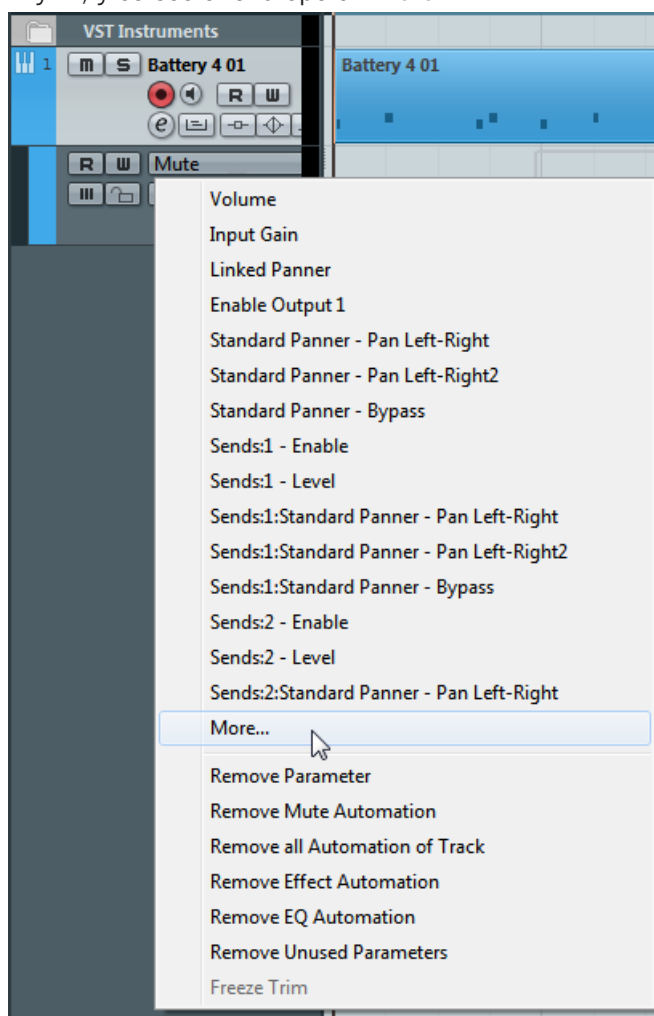 VST Instruments
1 m S Battery 4 01
Battery 4 01
R W
e
R W Mute
Volume
Input Gain
Linked Panner
Enable Output 1
Standard Panner - Pan Left-Right
Standard Panner - Pan Left-Right2
Standard Panner - Bypass
Sends:1 - Enable
Sends:1 - Level
Sends:1:Standard Panner - Pan Left-Right
Sends:1:Standard Panner - Pan Left-Right2
Sends:1:Standard Panner - Bypass
Sends:2 - Enable
Sends:2 - Level
Sends:2:Standard Panner - Pan Left-Right
More...
Remove Parameter
Remove Mute Automation
Remove all Automation of Track
Remove Effect Automation
Remove EQ Automation
Remove Unused Parameters
Freeze Trim